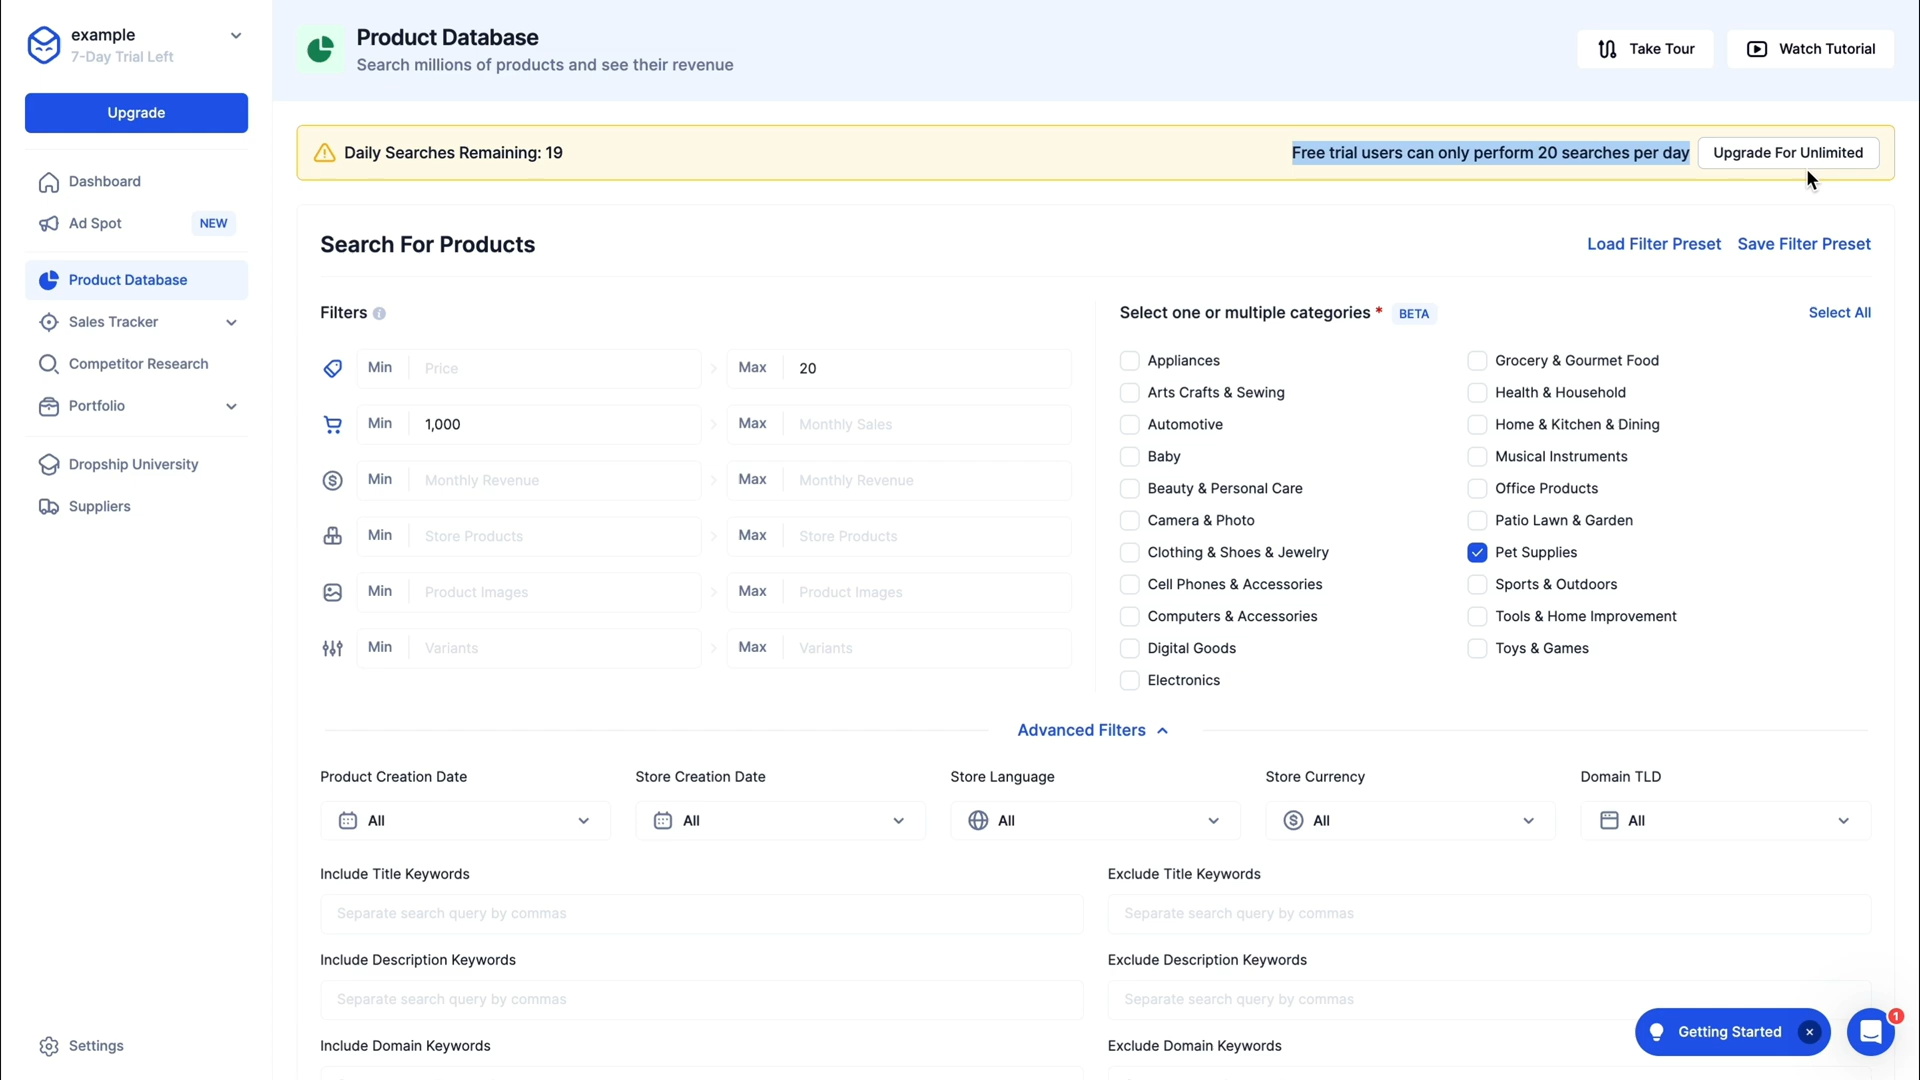 example
7-Day Trial Left
Upgrade
Dashboard
Ad Spot NEW
Product Database
Sales Tracker
Competitor Research
Portfolio
Dropship University
Suppliers
Settings
Product Database
Search millions of products and see their revenue
Take Tour
Watch Tutorial
Daily Searches Remaining: 19
Free trial users can only perform 20 searches per day
Upgrade For Unlimited
Search For Products
Load Filter Preset
Save Filter Preset
Filters
Min Price Max 20
Min 1,000 Max Monthly Sales
Min Monthly Revenue Max Monthly Revenue
Min Store Products Max Store Products
Min Product Images Max Product Images
Min Variants Max Variants
Select one or multiple categories * BETA
Select All
Appliances
Arts Crafts & Sewing
Automotive
Baby
Beauty & Personal Care
Camera & Photo
Clothing & Shoes & Jewelry
Cell Phones & Accessories
Computers & Accessories
Digital Goods
Electronics
Grocery & Gourmet Food
Health & Household
Home & Kitchen & Dining
Musical Instruments
Office Products
Patio Lawn & Garden
Pet Supplies
Sports & Outdoors
Tools & Home Improvement
Toys & Games
Advanced Filters
Product Creation Date
All
Store Creation Date
All
Store Language
All
Store Currency
All
Domain TLD
All
Include Title Keywords
Separate search query by commas
Exclude Title Keywords
Separate search query by commas
Include Description Keywords
Separate search query by commas
Exclude Description Keywords
Separate search query by commas
Include Domain Keywords
Exclude Domain Keywords
Getting Started
1